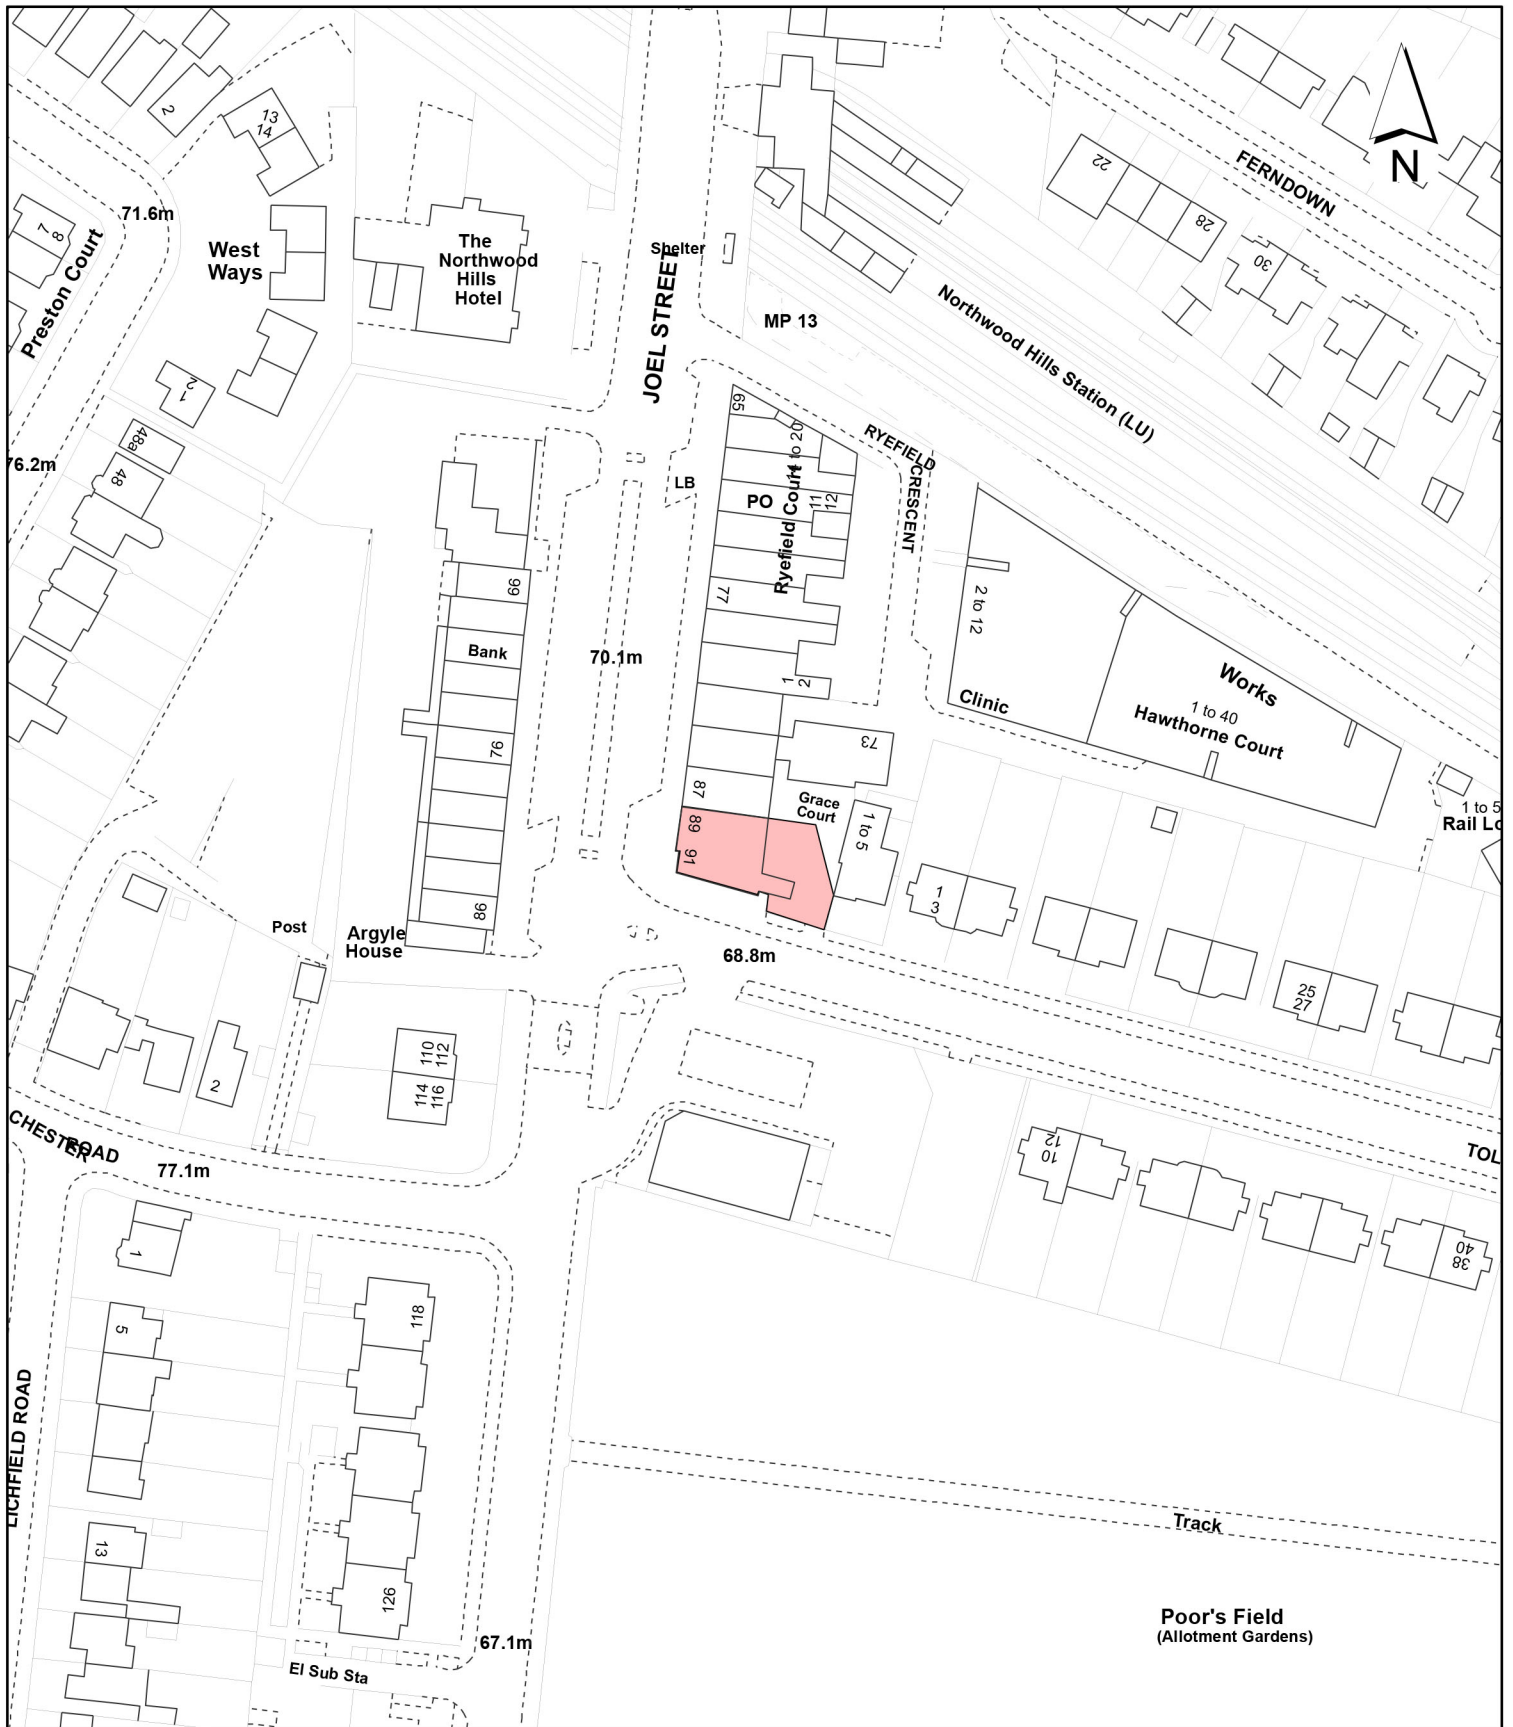 2
13
14
N
FERNDOWN
22
28
30
71.6m
8
7
Preston Court
West
Ways
The
Northwood
Hills
Hotel
Shelter
JOEL STREET
MP 13
Northwood Hills Station (LU)
2
1
65
RYEFIELD
CRESCENT
48a
48
76.2m
LB
PO
Ryefield Court
11
12
66
77
2 to 12
Bank
70.1m
1
2
Clinic
Works
1 to 40
Hawthorne Court
76
73
87
Grace
Court
1 to 5
1 to 5
Rail Lo
89
91
1
3
98
Post
Argyle
House
68.8m
25
27
2
110
112
114
116
CHESTER
ROAD
77.1m
12
10
TOL
40
38
1
118
5
LICHFIELD ROAD
13
126
Track
Poor's Field
(Allotment Gardens)
67.1m
El Sub Sta